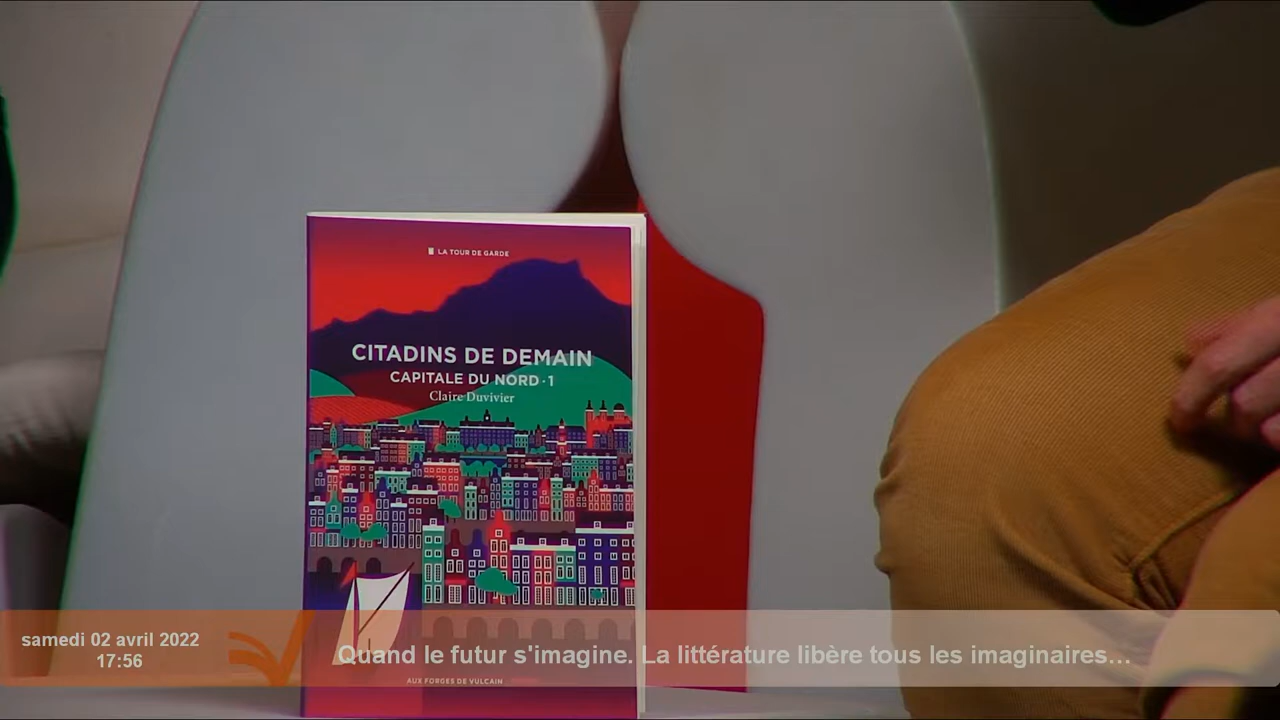 LA TOUR DE GARDE
CITADINS DE DEMAIN
CAPITALE DU NORD·1
Claire Duvivier
samedi 02 avril 2022
17:56
Quand le futur s'imagine. La littérature libère tous les imaginaires...
AUX FORGES DE VULCAIN